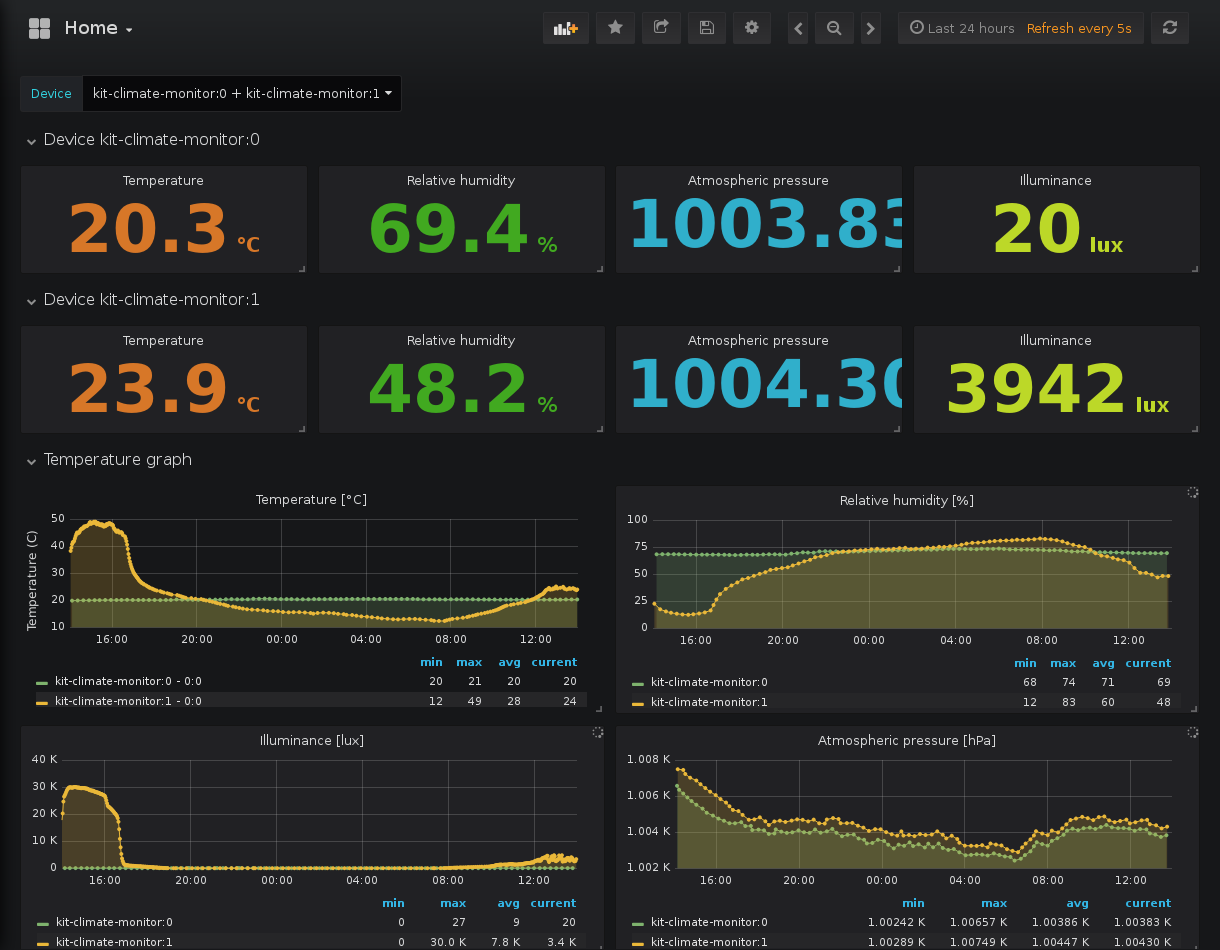 Home
Last 24 hours Refresh every 5s
Device kit-climate-monitor:0 + kit-climate-monitor:1
Device kit-climate-monitor:0
Temperature Relative humidity Atmospheric pressure Illuminance
20.3 °C 69.4 % 1003.83 20 lux
Device kit-climate-monitor:1
Temperature Relative humidity Atmospheric pressure Illuminance
23.9 °C 48.2 % 1004.30 3942 lux
Temperature graph
Temperature [°C]
Temperature (C)
50
40
30
20
10
16:00 20:00 00:00 04:00 08:00 12:00
min max avg current
kit-climate-monitor:0 - 0:0 20 21 20 20
kit-climate-monitor:1 - 0:0 12 49 28 24
Relative humidity [%]
100
75
50
25
0
16:00 20:00 00:00 04:00 08:00 12:00
min max avg current
kit-climate-monitor:0 68 74 71 69
kit-climate-monitor:1 12 83 60 48
Illuminance [lux]
40 K
30 K
20 K
10 K
0
16:00 20:00 00:00 04:00 08:00 12:00
min max avg current
kit-climate-monitor:0 0 27 9 20
kit-climate-monitor:1 0 30.0 K 7.8 K 3.4 K
Atmospheric pressure [hPa]
1.008 K
1.006 K
1.004 K
1.002 K
16:00 20:00 00:00 04:00 08:00 12:00
min max avg current
kit-climate-monitor:0 1.00242 K 1.00657 K 1.00386 K 1.00383 K
kit-climate-monitor:1 1.00289 K 1.00749 K 1.00447 K 1.00430 K